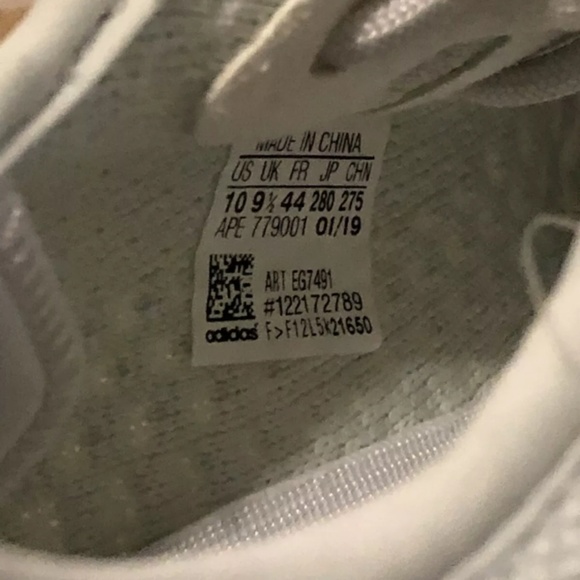 MADE IN CHINA
US UK FR JP CHN
10 9½ 44 280 275
APE 779001 01/19
ART EG7491
#122172789
adidas F>F12L5K21650